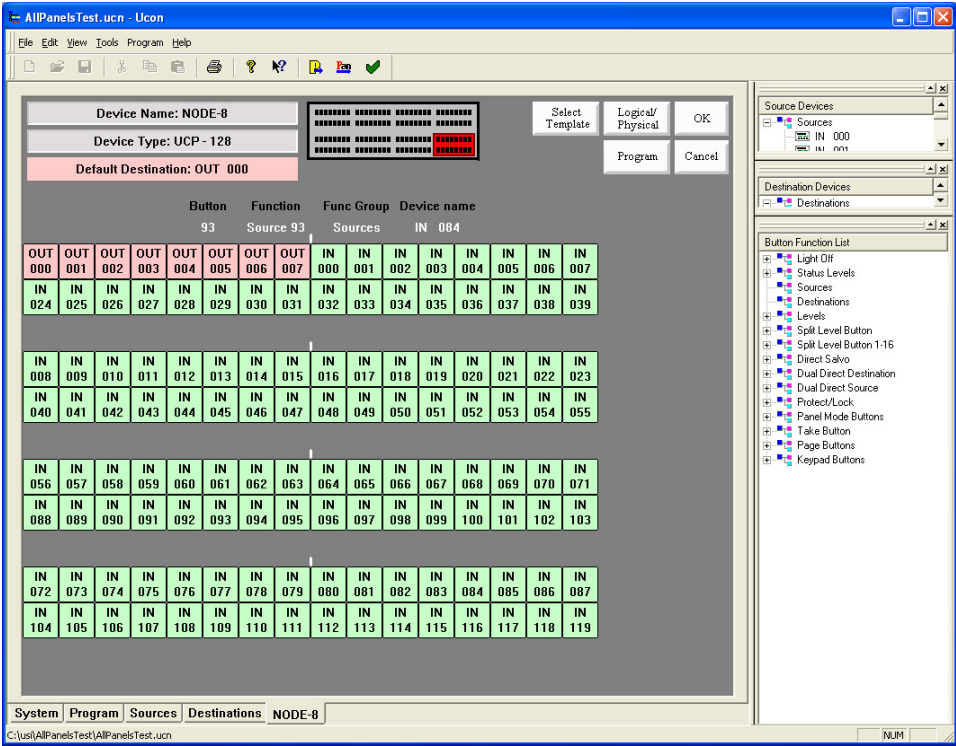 AllPanelsTest.ucn - Ucon
File Edit View Tools Program Help
Pan
Device Name: NODE-8
Device Type: UCP - 128
Default Destination: OUT 000
Select Template
Logical/ Physical
OK
Program
Cancel
Button Function Func Group Device name
93 Source 93 Sources IN 084
OUT OUT OUT OUT OUT OUT OUT OUT IN IN IN IN IN IN IN IN
000 001 002 003 004 005 006 007 000 001 002 003 004 005 006 007
IN IN IN IN IN IN IN IN IN IN IN IN IN IN IN IN
024 025 026 027 028 029 030 031 032 033 034 035 036 037 038 039
IN IN IN IN IN IN IN IN IN IN IN IN IN IN IN IN
008 009 010 011 012 013 014 015 016 017 018 019 020 021 022 023
IN IN IN IN IN IN IN IN IN IN IN IN IN IN IN IN
040 041 042 043 044 045 046 047 048 049 050 051 052 053 054 055
IN IN IN IN IN IN IN IN IN IN IN IN IN IN IN IN
056 057 058 059 060 061 062 063 064 065 066 067 068 069 070 071
IN IN IN IN IN IN IN IN IN IN IN IN IN IN IN IN
088 089 090 091 092 093 094 095 096 097 098 099 100 101 102 103
IN IN IN IN IN IN IN IN IN IN IN IN IN IN IN IN
072 073 074 075 076 077 078 079 080 081 082 083 084 085 086 087
IN IN IN IN IN IN IN IN IN IN IN IN IN IN IN IN
104 105 106 107 108 109 110 111 112 113 114 115 116 117 118 119
Source Devices
Sources
IN 000
IN 001
Destination Devices
Destinations
Button Function List
Light Off
Status Levels
Sources
Destinations
Levels
Split Level Button
Split Level Button 1-16
Direct Salvo
Dual Direct Destination
Dual Direct Source
Protect/Lock
Panel Mode Buttons
Take Button
Page Buttons
Keypad Buttons
System Program Sources Destinations NODE-8
C:\usi\AllPanelsTest\AllPanelsTest.ucn
NUM